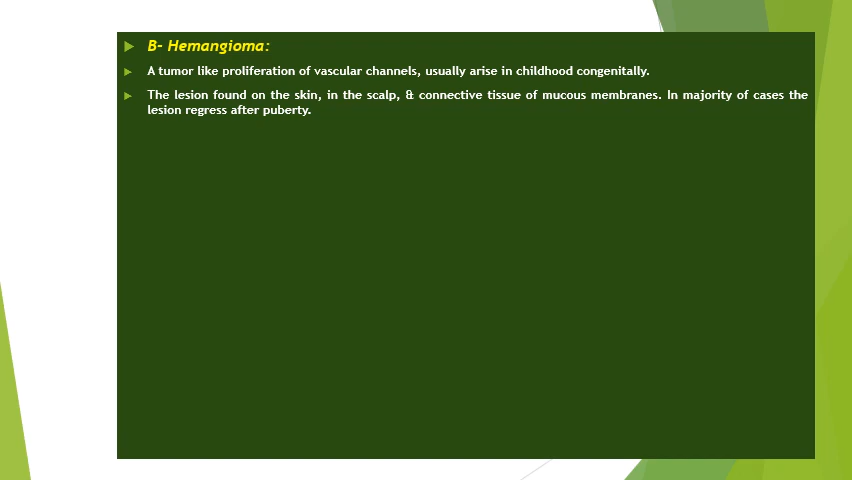 B- Hemangioma:
A tumor like proliferation of vascular channels, usually arise in childhood congenitally.
The lesion found on the skin, in the scalp, & connective tissue of mucous membranes. In majority of cases the
lesion regress after puberty.